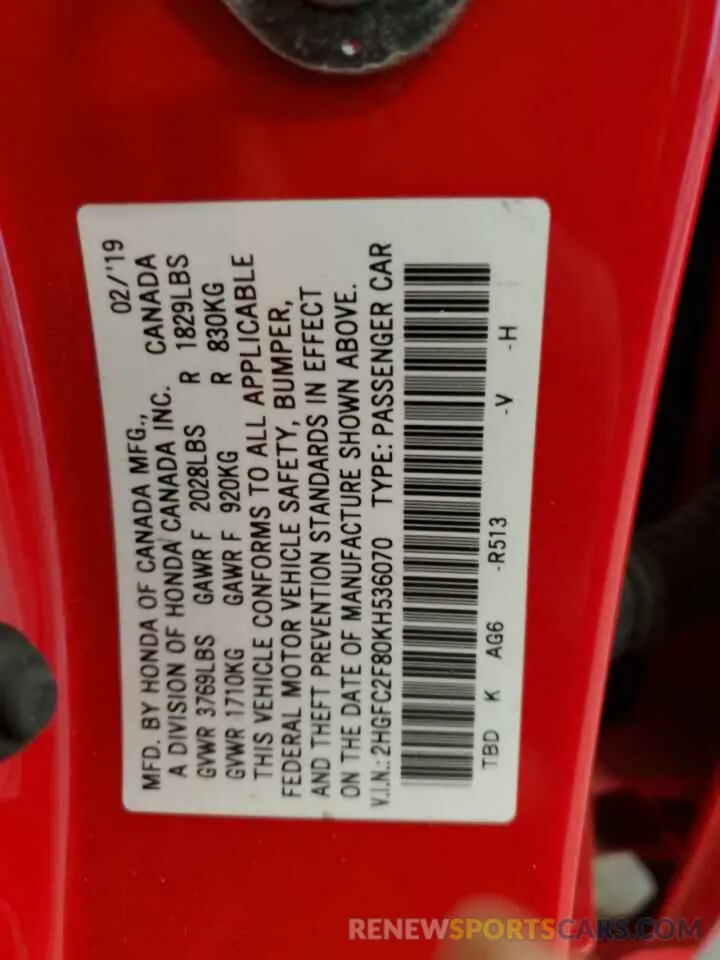 MFD. BY HONDA OF CANADA MFG., 02/'19
A DIVISION OF HONDA CANADA INC. CANADA
GVWR 3769LBS GAWR F 2028LBS R 1829LBS
GVWR 1710KG GAWR F 920KG R 830KG
THIS VEHICLE CONFORMS TO ALL APPLICABLE
FEDERAL MOTOR VEHICLE SAFETY, BUMPER,
AND THEFT PREVENTION STANDARDS IN EFFECT
ON THE DATE OF MANUFACTURE SHOWN ABOVE.
V.I.N.: 2HGFC2F80KH536070 TYPE: PASSENGER CAR
TBD K AG6 -R513 -V -H
RENEWSPORTSCARS.COM